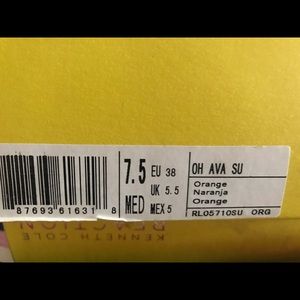 7.5 EU 38
UK 5.5
MED MEX 5
OH AVA SU
Orange
Naranja
Orange
RL05710SU ORG
87693 61631 8
KENNETH COLE
REACTION